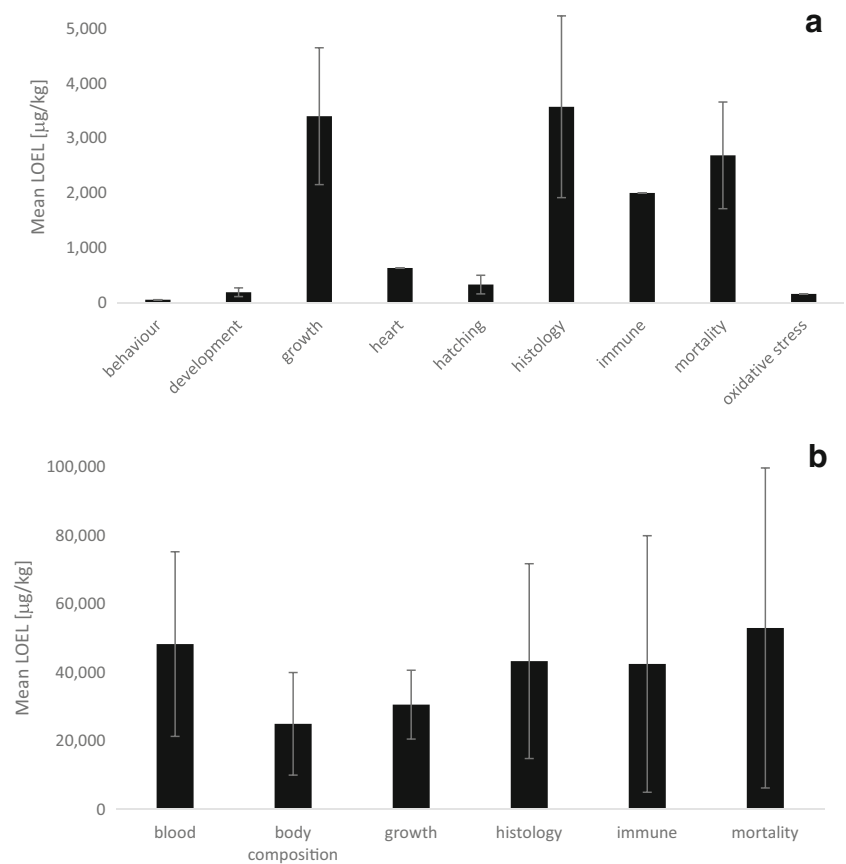 a
Mean LOEL [µg/kg]
5,000
4,000
3,000
2,000
1,000
0
behaviour
development
growth
heart
hatching
histology
immune
mortality
oxidative stress
b
Mean LOEL [µg/kg]
100,000
80,000
60,000
40,000
20,000
0
blood
body
composition
growth
histology
immune
mortality